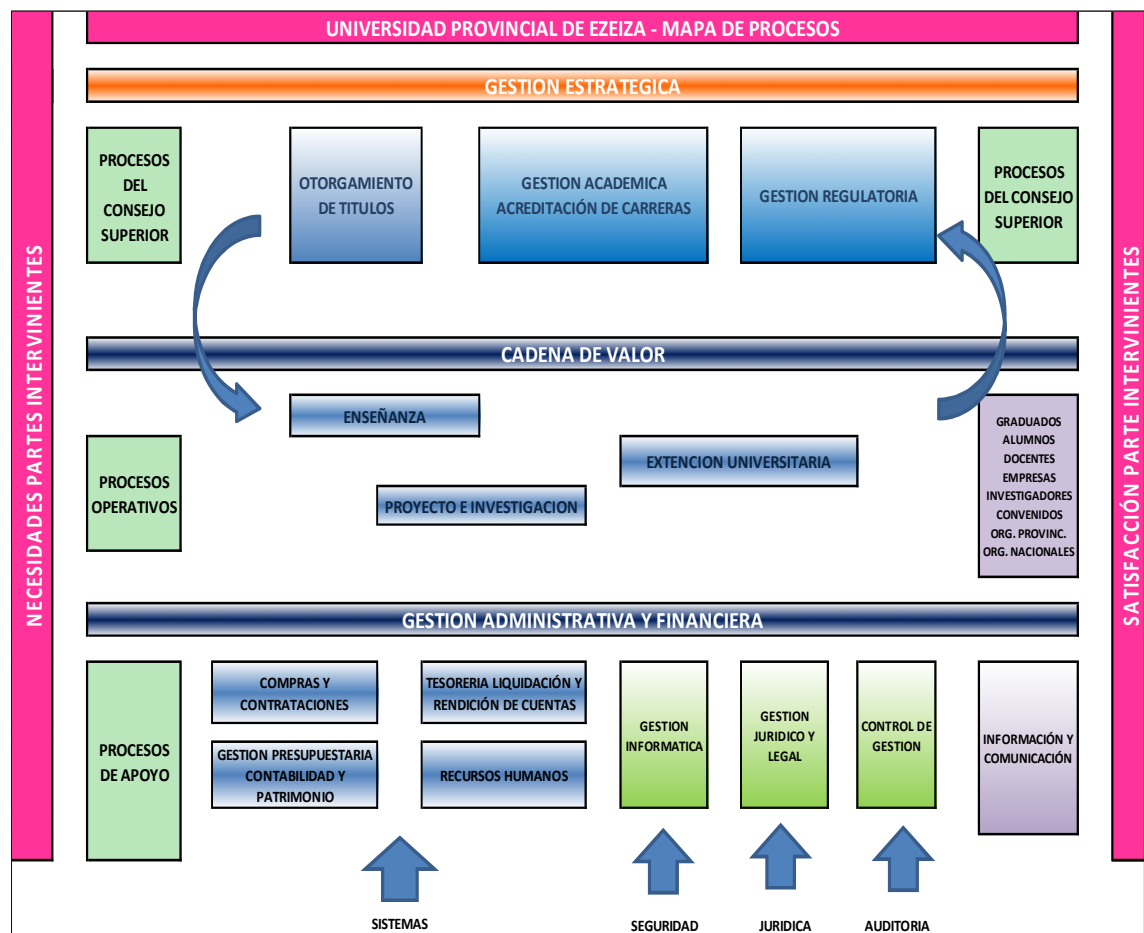 UNIVERSIDAD PROVINCIAL DE EZEIZA - MAPA DE PROCESOS
NECESIDADES PARTES INTERVINIENTES
GESTION ESTRATEGICA
PROCESOS
DEL
CONSEJO
SUPERIOR
OTORGAMIENTO
DE TITULOS
GESTION ACADEMICA
ACREDITACIÓN DE CARRERAS
GESTION REGULATORIA
PROCESOS
DEL CONSEJO
SUPERIOR
CADENA DE VALOR
PROCESOS
OPERATIVOS
ENSEÑANZA
PROYECTO E INVESTIGACION
EXTENCION UNIVERSITARIA
GRADUADOS
ALUMNOS
DOCENTES
EMPRESAS
INVESTIGADORES
CONVENIDOS
ORG. PROVINC.
ORG. NACIONALES
GESTION ADMINISTRATIVA Y FINANCIERA
PROCESOS
DE APOYO
COMPRAS Y
CONTRATACIONES
TESORERIA LIQUIDACIÓN Y
RENDICIÓN DE CUENTAS
GESTION PRESUPUESTARIA
CONTABILIDAD Y
PATRIMONIO
RECURSOS HUMANOS
GESTION
INFORMATICA
GESTION
JURIDICO Y
LEGAL
CONTROL DE
GESTION
INFORMACIÓN Y
COMUNICACIÓN
SISTEMAS
SEGURIDAD
JURIDICA
AUDITORIA
SATISFACCIÓN PARTE INTERVINIENTES